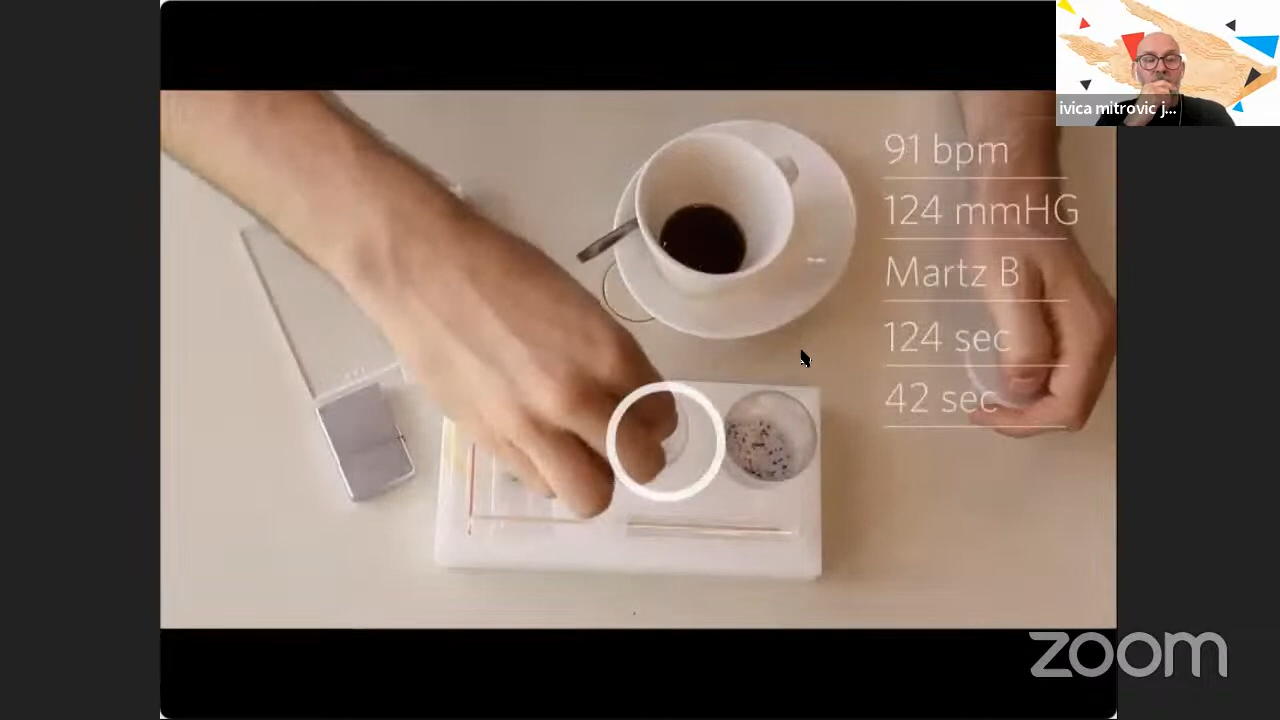 ivica mitrovic j...
91 bpm
124 mmHG
Martz B
124 sec
42 sec
zoom